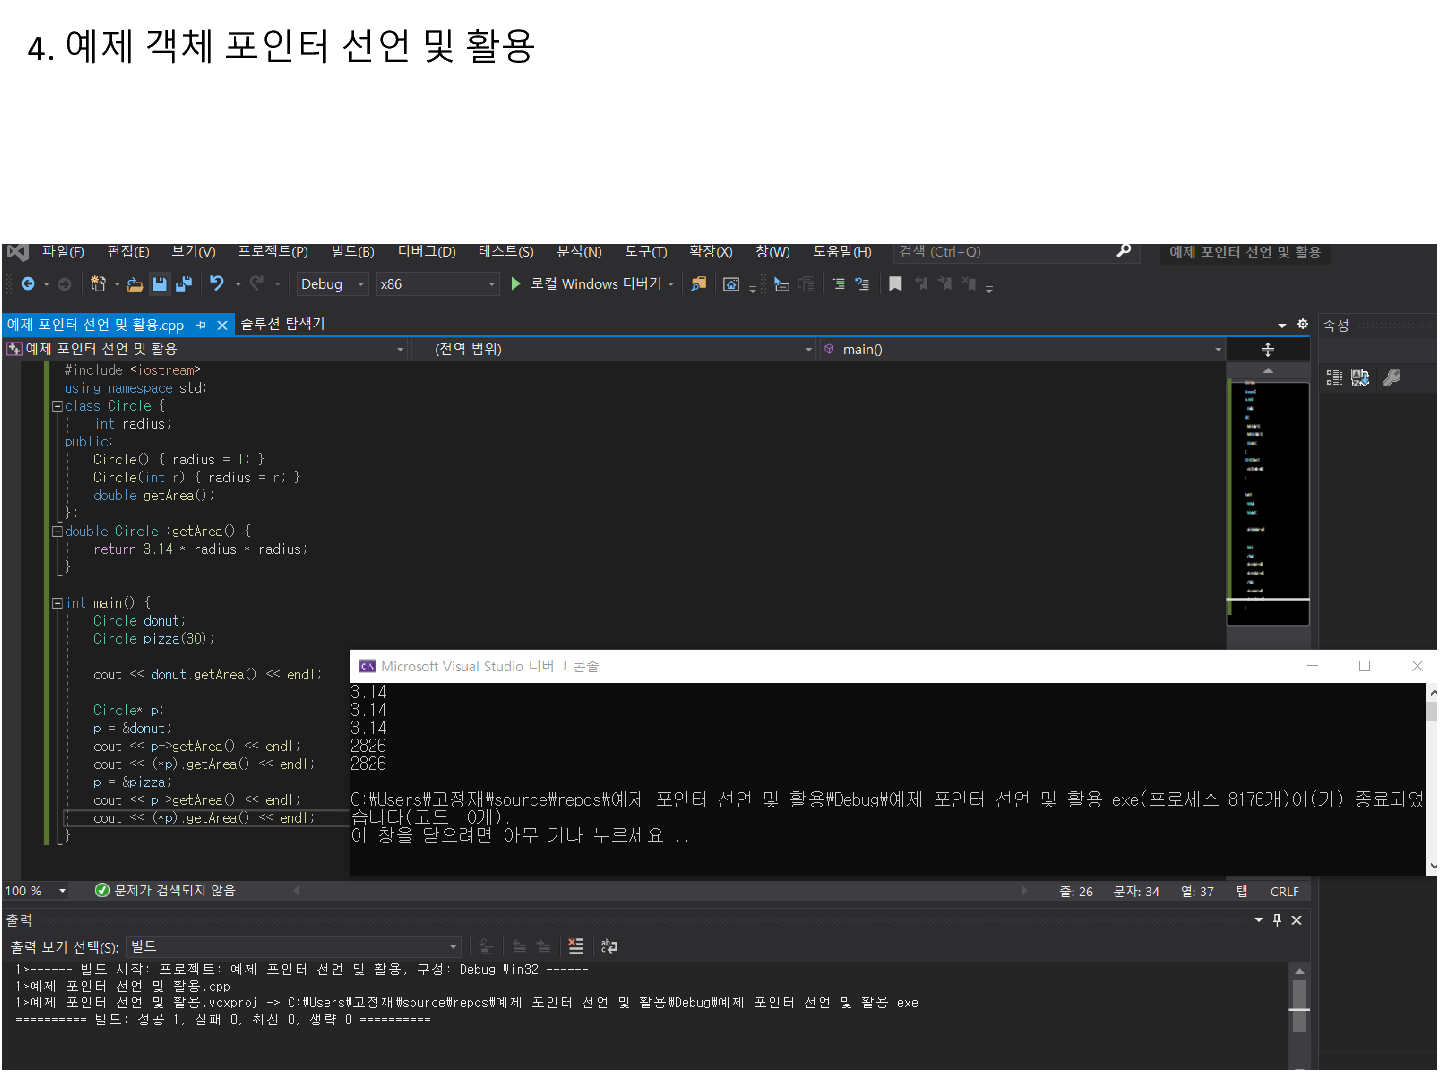 4. 예제 객체 포인터 선언 및 활용
파일(F) 편집(E) 보기(V) 프로젝트(P) 빌드(B) 디버그(D) 테스트(S) 분석(N) 도구(T) 확장(X) 창(W) 도움말(H) 검색 (Ctrl+Q) 예제 포인터 선언 및 활용
Debug x86 로컬 Windows 디버거
예제 포인터 선언 및 활용.cpp 솔루션 탐색기 속성
예제 포인터 선언 및 활용 (전역 범위) main()
#include <iostream>
using namespace std;
class Circle {
int radius;
public:
Circle() { radius = 1; }
Circle(int r) { radius = r; }
double getArea();
};
double Circle::getArea() {
return 3.14 * radius * radius;
}
int main() {
Circle donut;
Circle pizza(30);
cout << donut.getArea() << endl;
Circle* p;
p = &donut;
cout << p->getArea() << endl;
cout << (*p).getArea() << endl;
p = &pizza;
cout << p->getArea() << endl;
cout << (*p).getArea() << endl;
}
Microsoft Visual Studio 디버그 콘솔
3.14
3.14
3.14
2826
2826
C:\Users\고정재\source\repos\예제 포인터 선언 및 활용\Debug\예제 포인터 선언 및 활용.exe(프로세스 8176개)이(가) 종료되었
습니다(코드: 0개).
이 창을 닫으려면 아무 키나 누르세요...
100 % 문제가 검색되지 않음 줄: 26 문자: 34 열: 37 탭 CRLF
출력
출력 보기 선택(S): 빌드
1>------ 빌드 시작: 프로젝트: 예제 포인터 선언 및 활용, 구성: Debug Win32 ------
1>예제 포인터 선언 및 활용.cpp
1>예제 포인터 선언 및 활용.vcxproj -> C:\Users\고정재\source\repos\예제 포인터 선언 및 활용\Debug\예제 포인터 선언 및 활용.exe
========== 빌드: 성공 1, 실패 0, 최신 0, 생략 0 ==========